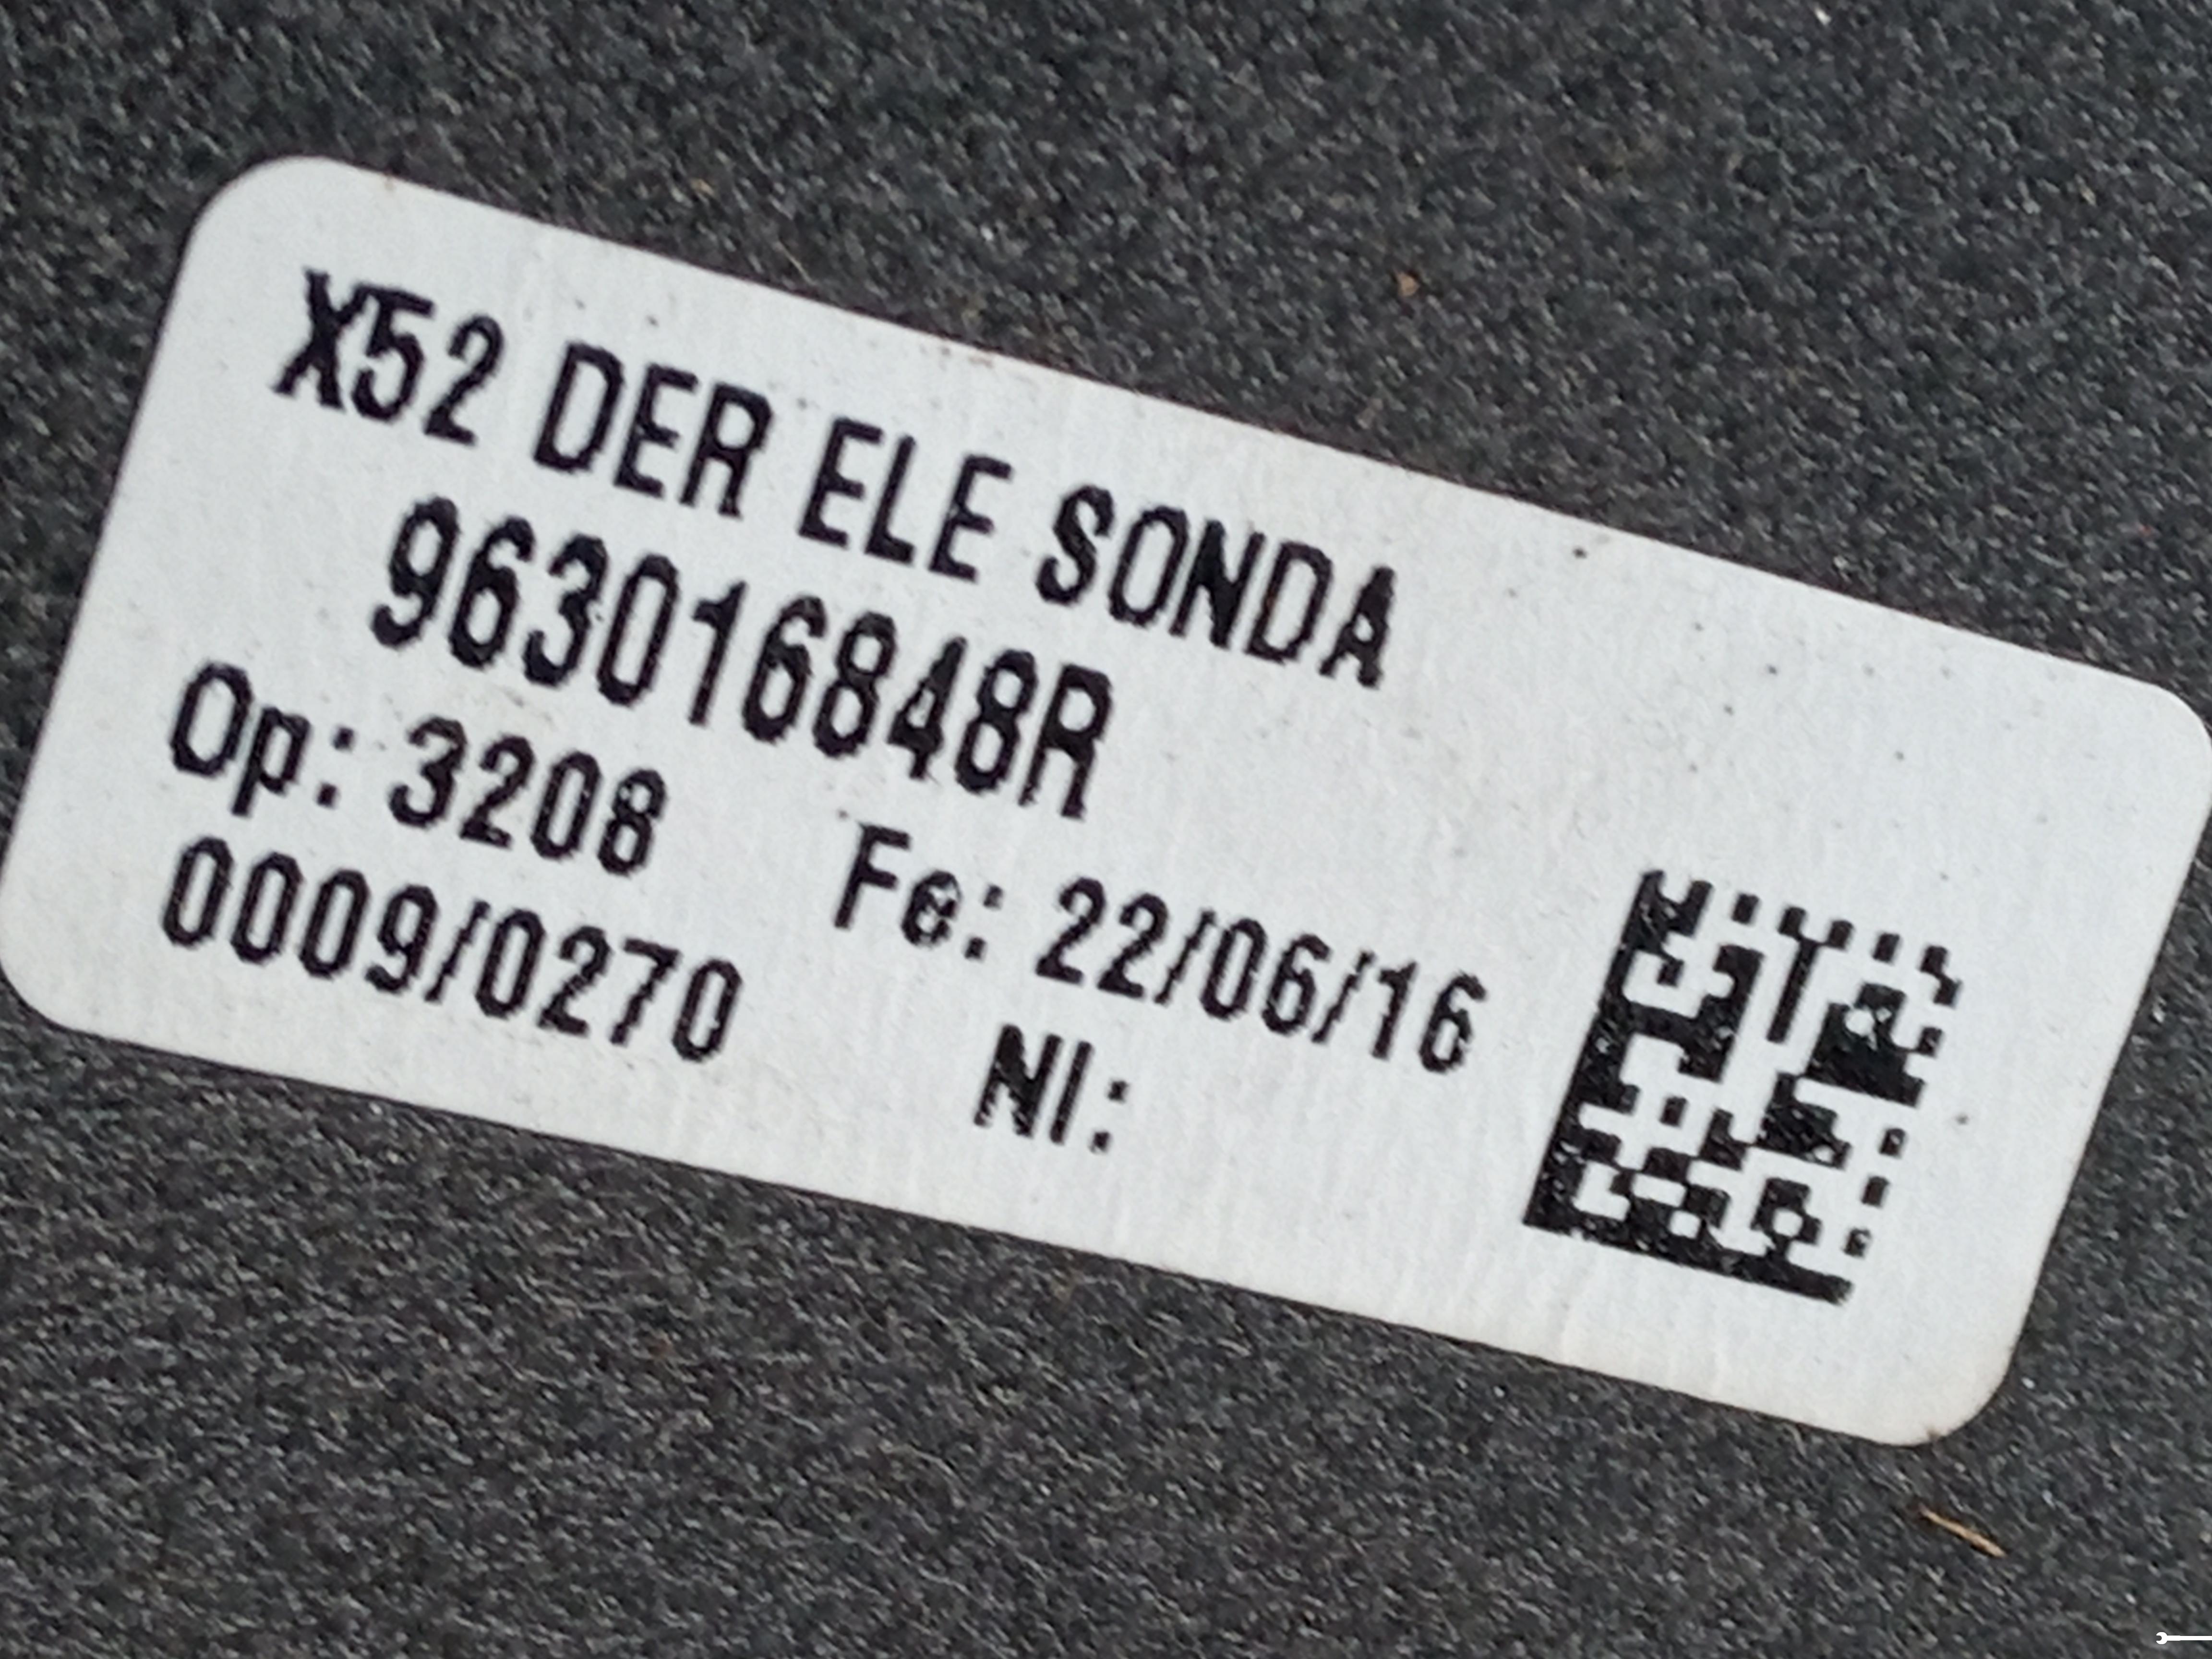 X52 DER ELE SONDA
963016848R
Op: 3208 Fe: 22/06/16
0009/0270 NI: